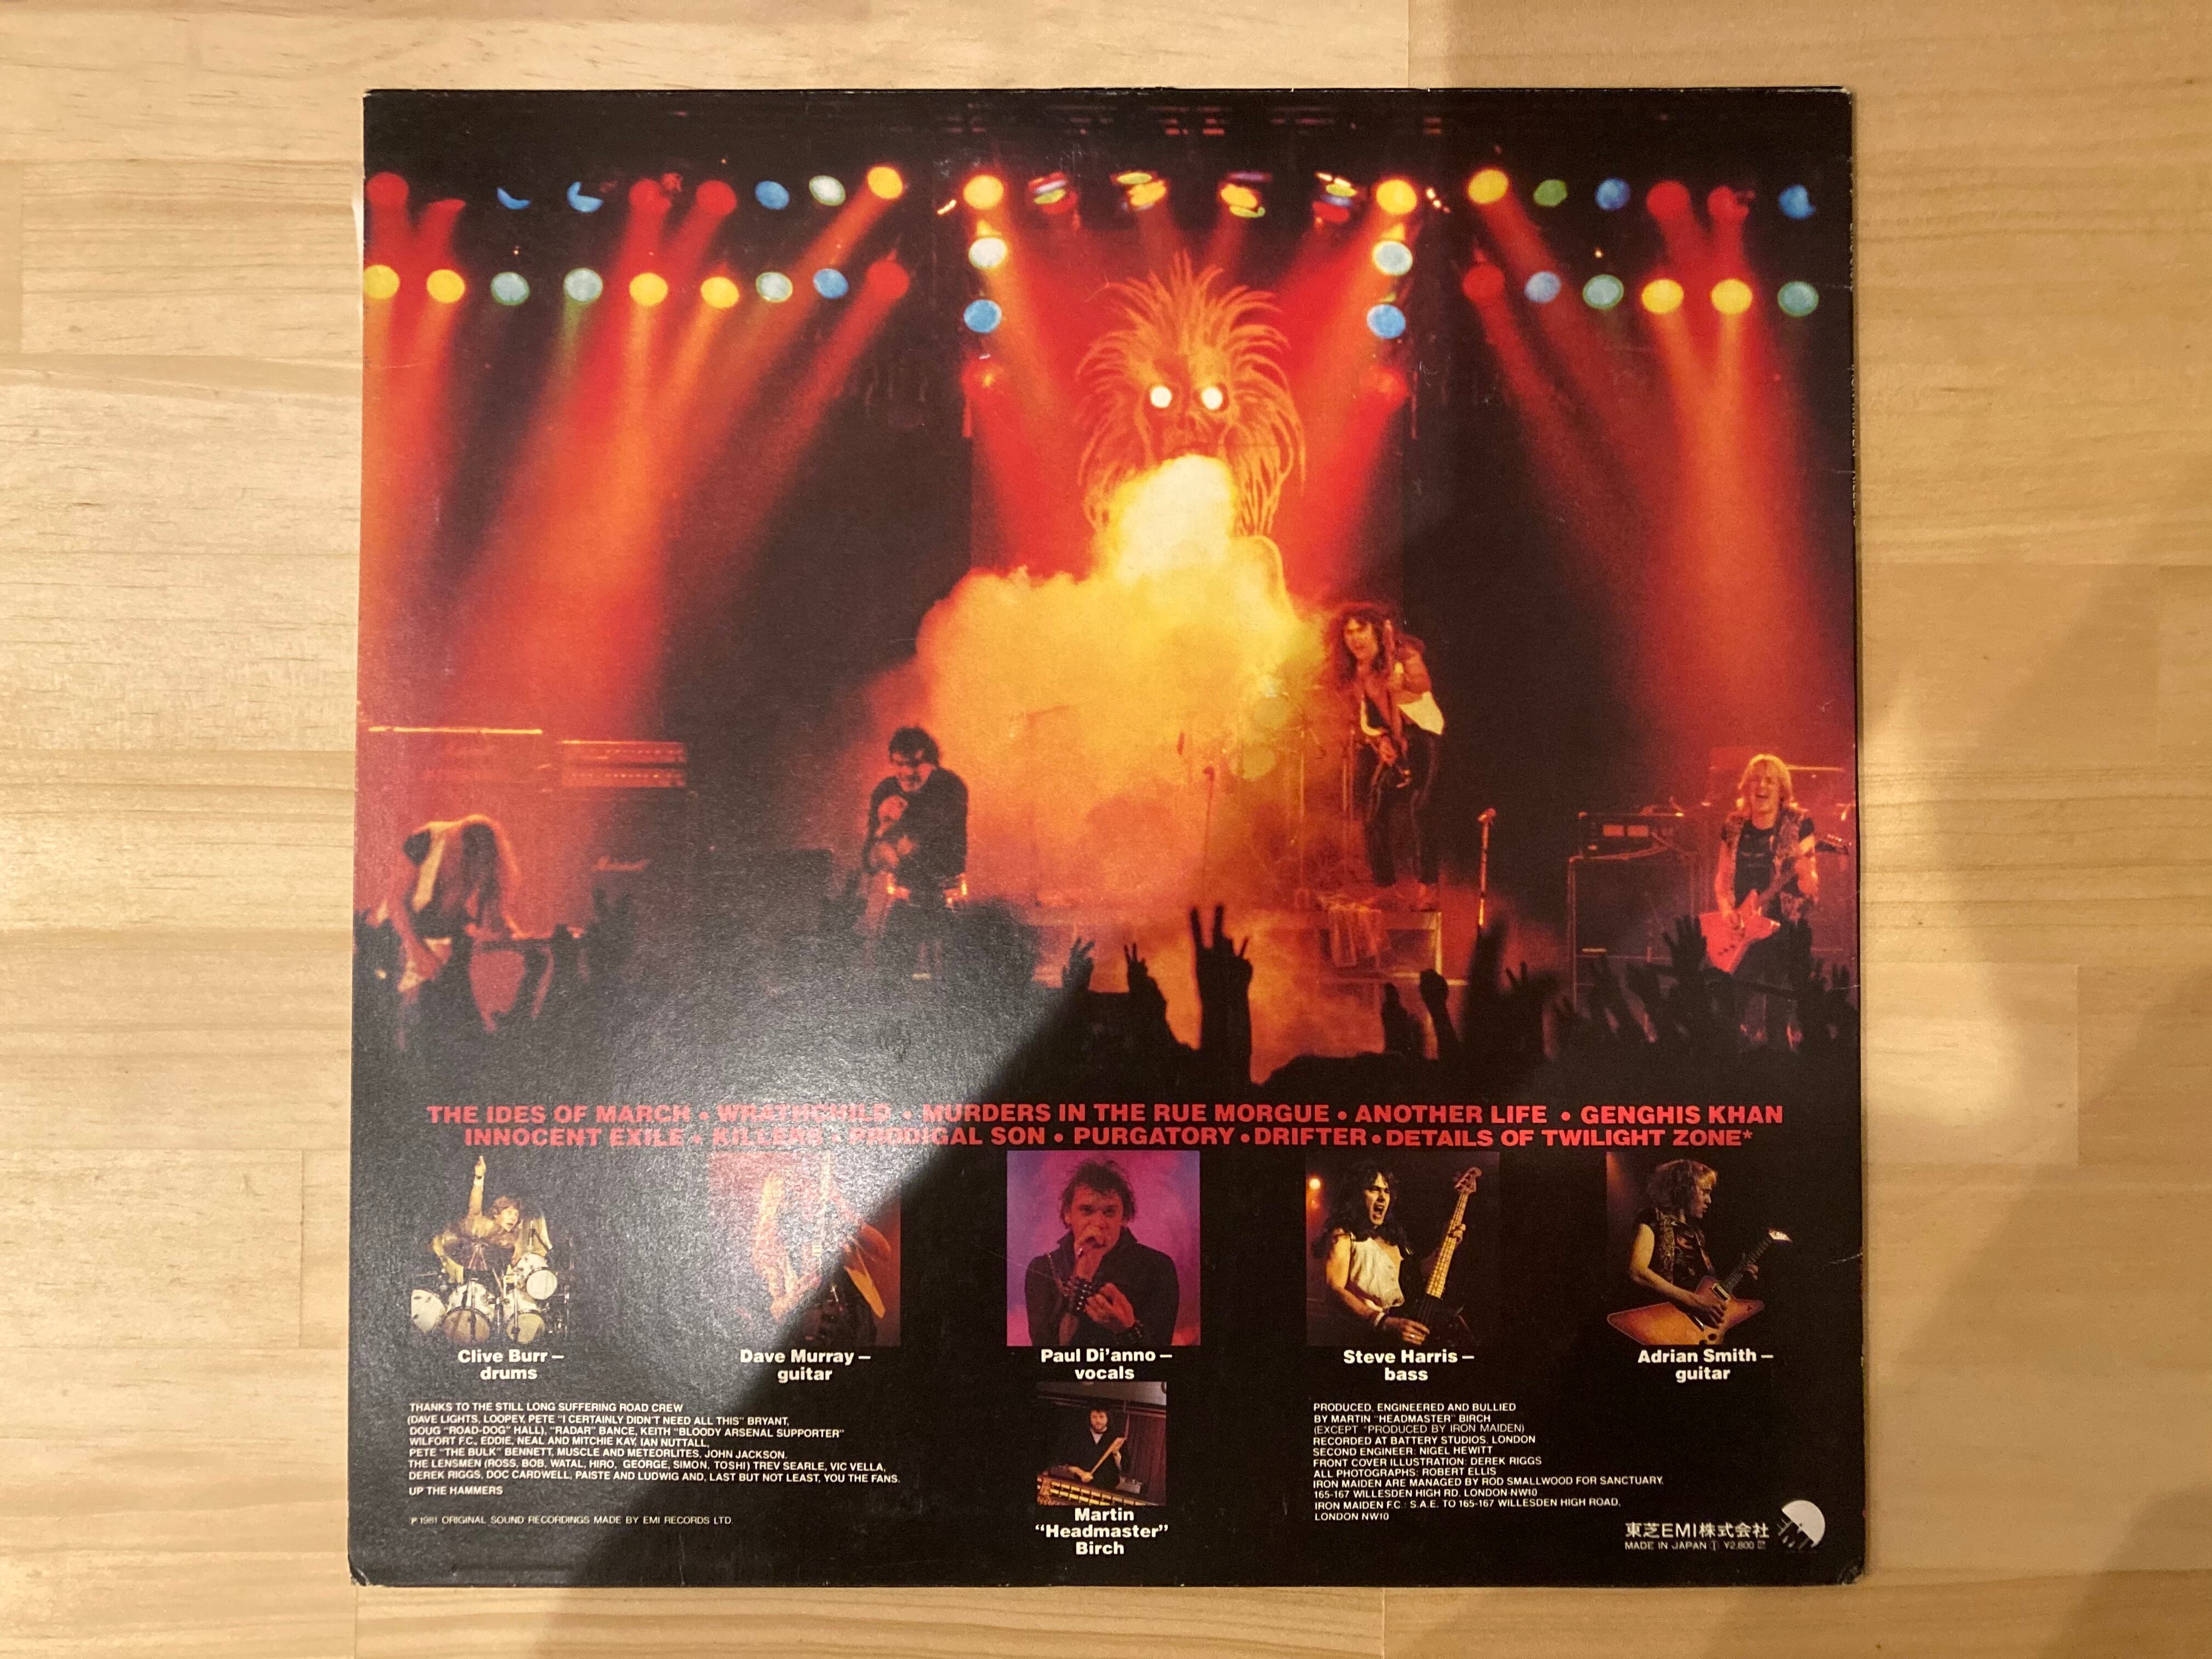 Marshall
THE IDES OF MARCH • WRATHCHILD • MURDERS IN THE RUE MORGUE • ANOTHER LIFE • GENGHIS KHAN
INNOCENT EXILE • KILLERS • PRODIGAL SON • PURGATORY • DRIFTER • DETAILS OF TWILIGHT ZONE*
Clive Burr –
drums
Dave Murray –
guitar
Paul Di'anno –
vocals
Steve Harris –
bass
Adrian Smith –
guitar
THANKS TO THE STILL LONG SUFFERING ROAD CREW
(DAVE LIGHTS, LOOPEY, PETE "I CERTAINLY DIDN'T NEED ALL THIS" BRYANT,
DOUG "ROAD-DOG" HALL), "RADAR" BANCE, KEITH "BLOODY ARSENAL SUPPORTER"
WILFORT F.C., EDDIE, NEAL AND MITCHIE KAY, IAN NUTTALL,
PETE "THE BULK" BENNETT, MUSCLE AND METEORLITES, JOHN JACKSON.
THE LENSMEN (ROSS, BOB, WATAL, HIRO, GEORGE, SIMON, TOSHI) TREV SEARLE, VIC VELLA,
DEREK RIGGS, DOC CARDWELL, PAISTE AND LUDWIG AND, LAST BUT NOT LEAST, YOU THE FANS.
UP THE HAMMERS
℗ 1981 ORIGINAL SOUND RECORDINGS MADE BY EMI RECORDS LTD.
Martin
"Headmaster"
Birch
PRODUCED, ENGINEERED AND BULLIED
BY MARTIN "HEADMASTER" BIRCH
(EXCEPT *PRODUCED BY IRON MAIDEN)
RECORDED AT BATTERY STUDIOS, LONDON
SECOND ENGINEER: NIGEL HEWITT
FRONT COVER ILLUSTRATION: DEREK RIGGS
ALL PHOTOGRAPHS: ROBERT ELLIS
IRON MAIDEN ARE MANAGED BY ROD SMALLWOOD FOR SANCTUARY.
165-167 WILLESDEN HIGH RD, LONDON NW10
IRON MAIDEN F.C.: S.A.E. TO 165-167 WILLESDEN HIGH ROAD,
LONDON NW10
東芝EMI株式会社
MADE IN JAPAN ① ¥2,800